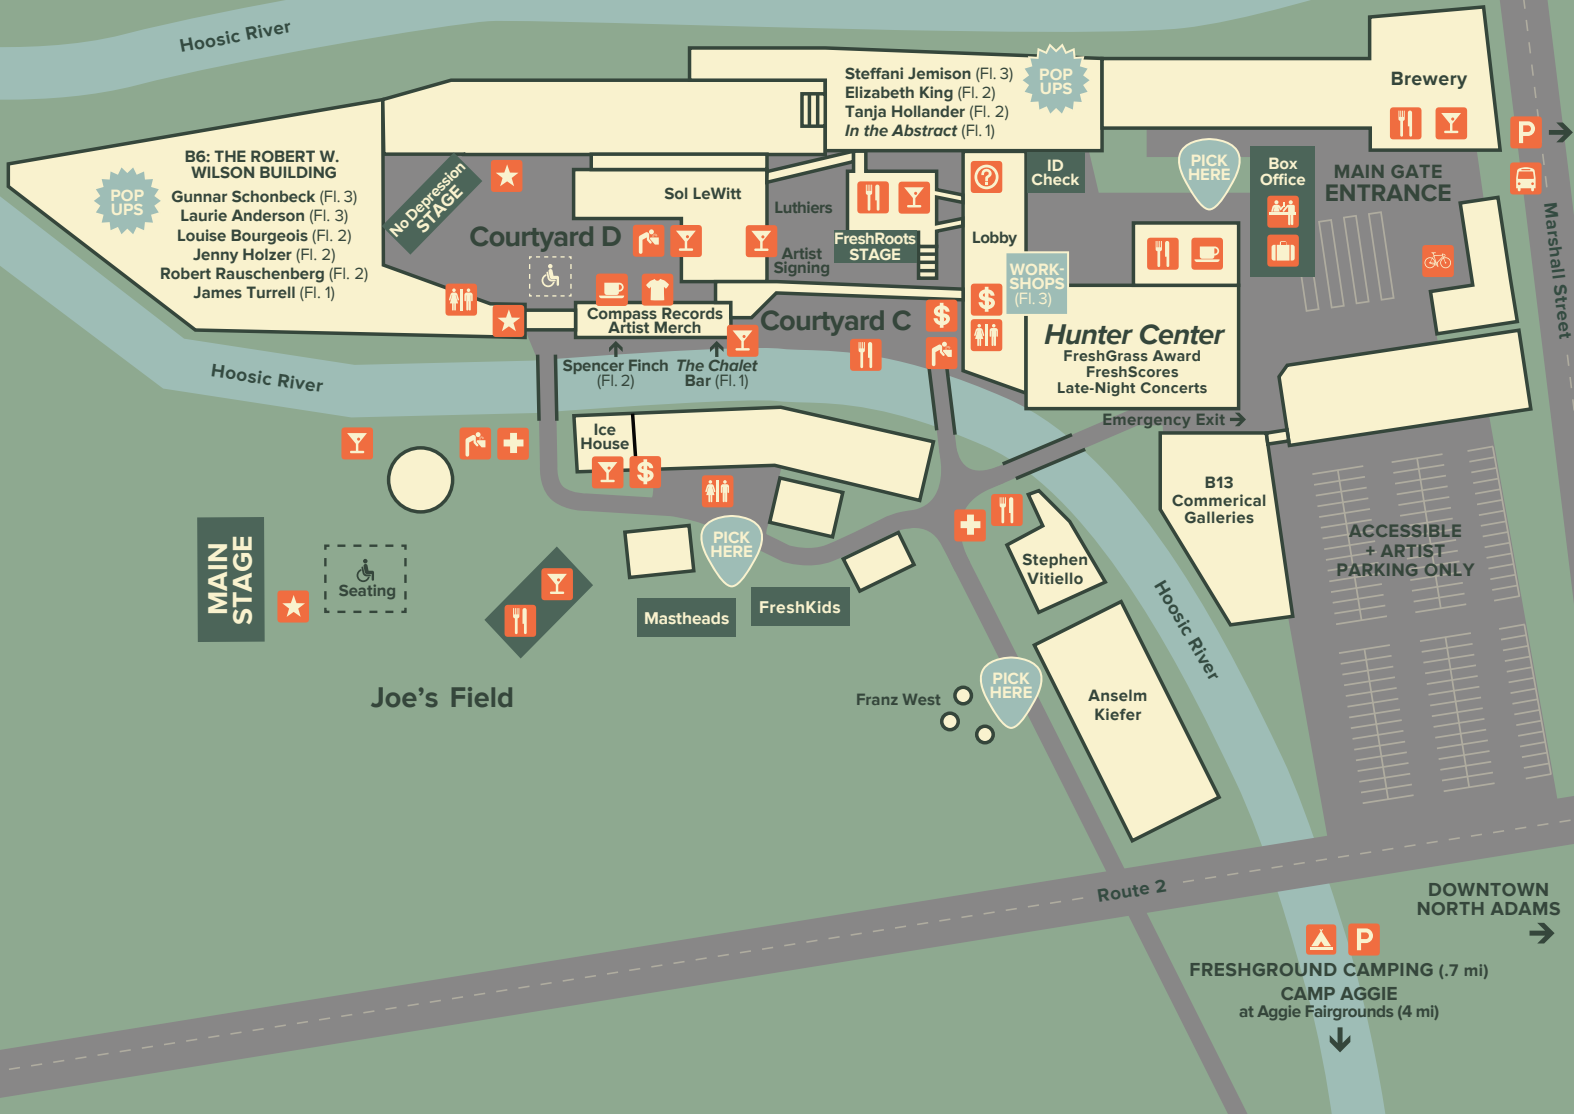 Hoosic River
Steffani Jemison (Fl. 3)
Elizabeth King (Fl. 2)
Tanja Hollander (Fl. 2)
In the Abstract (Fl. 1)
POP
UPS
Brewery
P
B6: THE ROBERT W.
WILSON BUILDING
Gunnar Schonbeck (Fl. 3)
Laurie Anderson (Fl. 3)
Louise Bourgeois (Fl. 2)
Jenny Holzer (Fl. 2)
Robert Rauschenberg (Fl. 2)
James Turrell (Fl. 1)
POP
UPS
No Depression
STAGE
Courtyard D
Sol LeWitt
Luthiers
Artist
Signing
FreshRoots
STAGE
?
Lobby
ID
Check
PICK
HERE
Box
Office
MAIN GATE
ENTRANCE
Marshall Street
WORK-
SHOPS
(Fl. 3)
$
$
Compass Records
Artist Merch
Courtyard C
Hunter Center
FreshGrass Award
FreshScores
Late-Night Concerts
Spencer Finch
(Fl. 2)
The Chalet
Bar (Fl. 1)
Hoosic River
Emergency Exit
Ice
House
$
B13
Commerical
Galleries
ACCESSIBLE
+ ARTIST
PARKING ONLY
MAIN
STAGE
Seating
PICK
HERE
Mastheads
FreshKids
Stephen
Vitiello
Hoosic River
Joe's Field
Franz West
PICK
HERE
Anselm
Kiefer
Route 2
DOWNTOWN
NORTH ADAMS
P
FRESHGROUND CAMPING (.7 mi)
CAMP AGGIE
at Aggie Fairgrounds (4 mi)